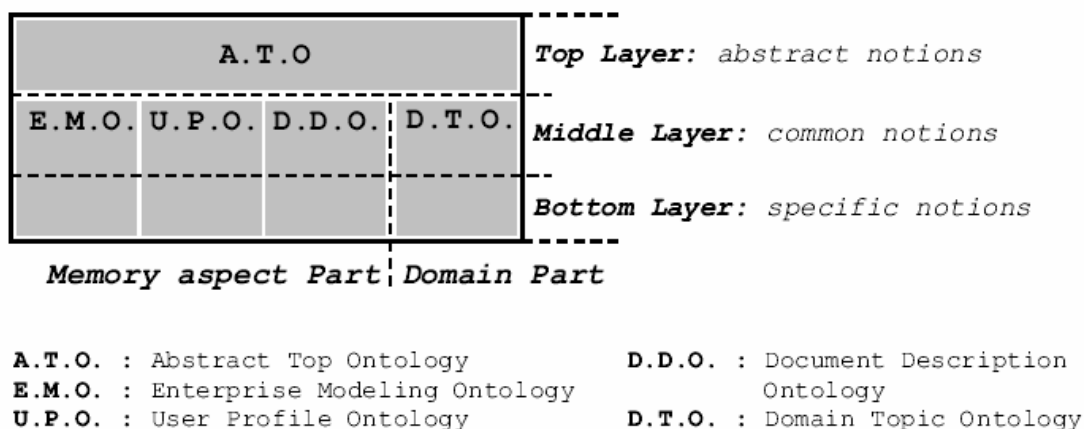 A.T.O
Top Layer: abstract notions
E.M.O. U.P.O. D.D.O. D.T.O.
Middle Layer: common notions
Bottom Layer: specific notions
Memory aspect Part Domain Part
A.T.O. : Abstract Top Ontology
E.M.O. : Enterprise Modeling Ontology
U.P.O. : User Profile Ontology
D.D.O. : Document Description
Ontology
D.T.O. : Domain Topic Ontology